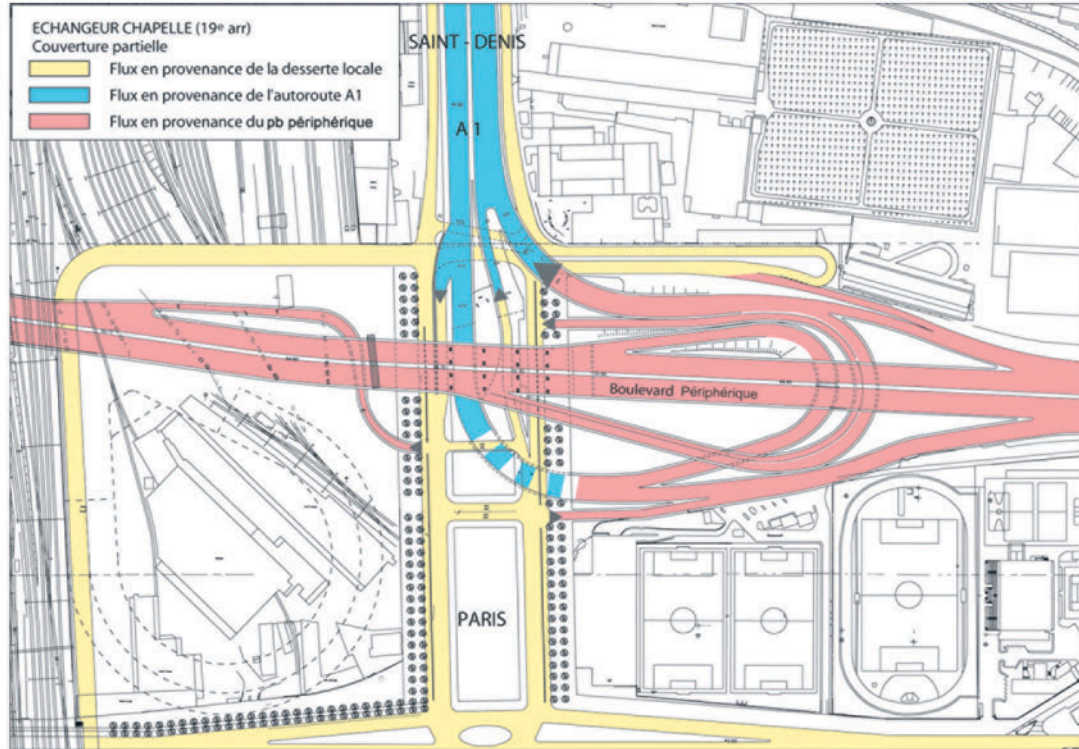 ECHANGEUR CHAPELLE (19e arr)
Couverture partielle
Flux en provenance de la desserte locale
Flux en provenance de l'autoroute A1
Flux en provenance du pb périphérique
SAINT - DENIS
A 1
Boulevard Périphérique
PARIS